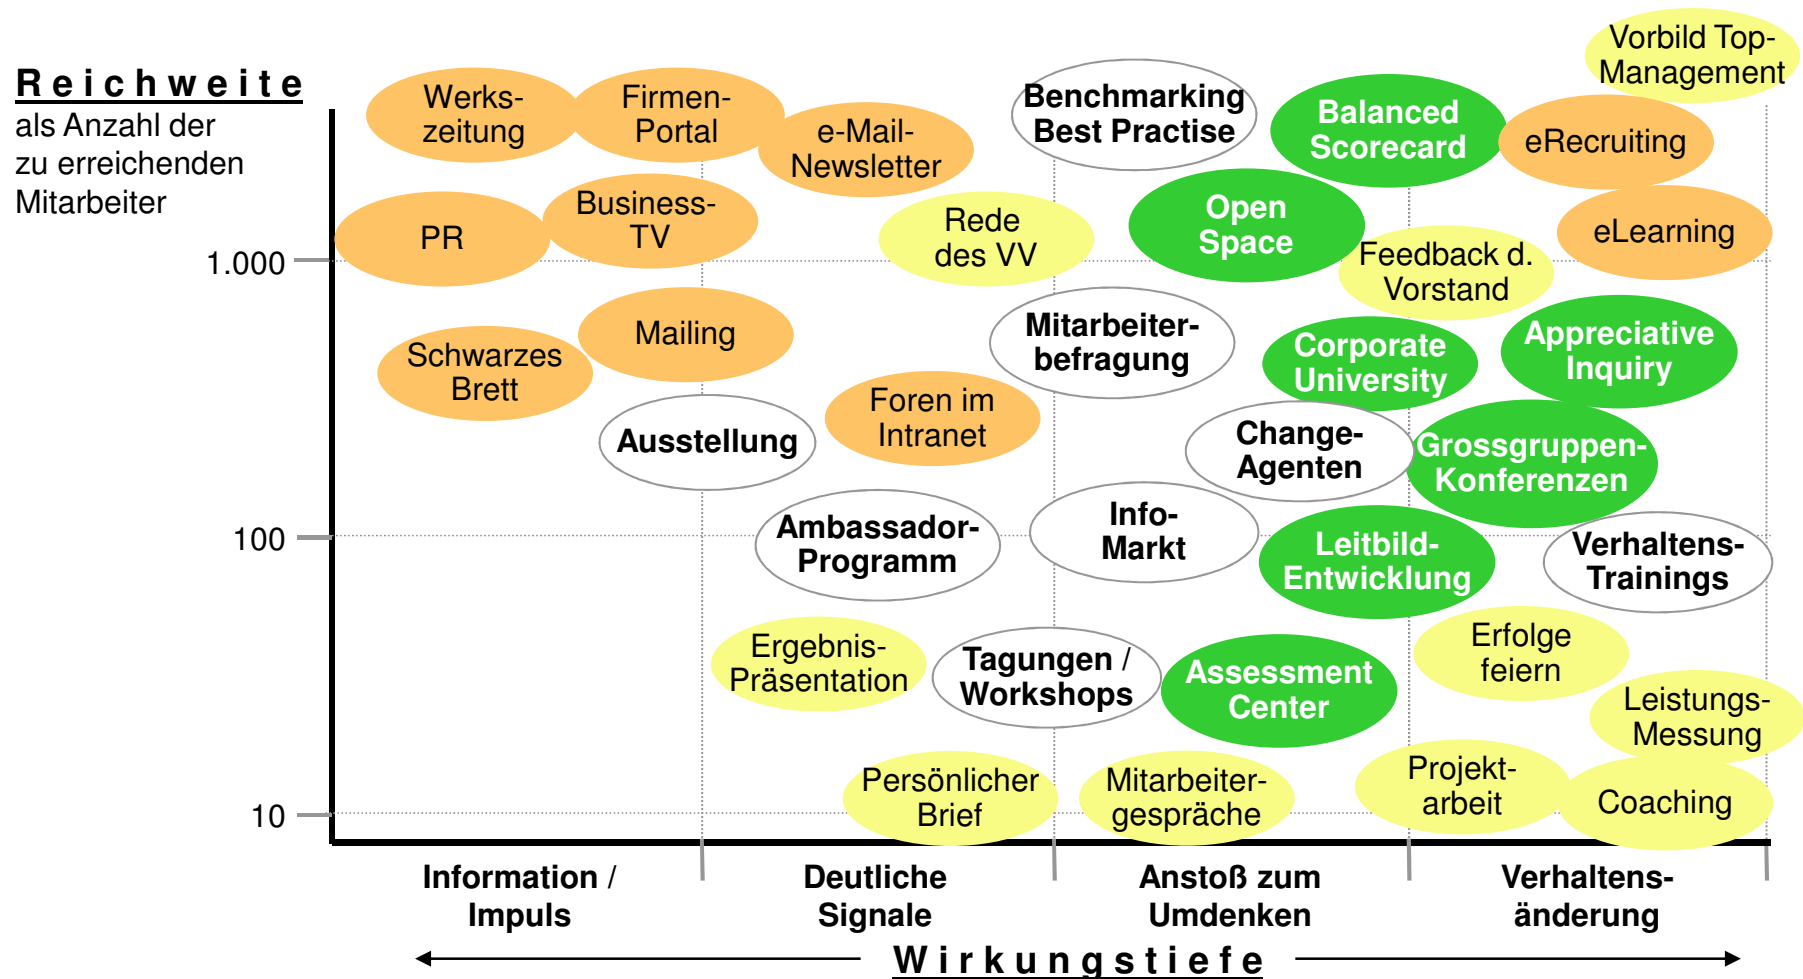 Vorbild Top-
Management
Reichweite
als Anzahl der
zu erreichenden
Mitarbeiter
Werks-
zeitung
Firmen-
Portal
e-Mail-
Newsletter
Benchmarking
Best Practise
Balanced
Scorecard
eRecruiting
PR
Business-
TV
Rede
des VV
Open
Space
Feedback d.
Vorstand
eLearning
1.000
Schwarzes
Brett
Mailing
Mitarbeiter-
befragung
Corporate
University
Appreciative
Inquiry
Ausstellung
Foren im
Intranet
Change-
Agenten
Grossgruppen-
Konferenzen
100
Ambassador-
Programm
Info-
Markt
Leitbild-
Entwicklung
Verhaltens-
Trainings
Ergebnis-
Präsentation
Tagungen /
Workshops
Assessment
Center
Erfolge
feiern
Leistungs-
Messung
10
Persönlicher
Brief
Mitarbeiter-
gespräche
Projekt-
arbeit
Coaching
Information /
Impuls
Deutliche
Signale
Anstoß zum
Umdenken
Verhaltens-
änderung
Wirkungstiefe